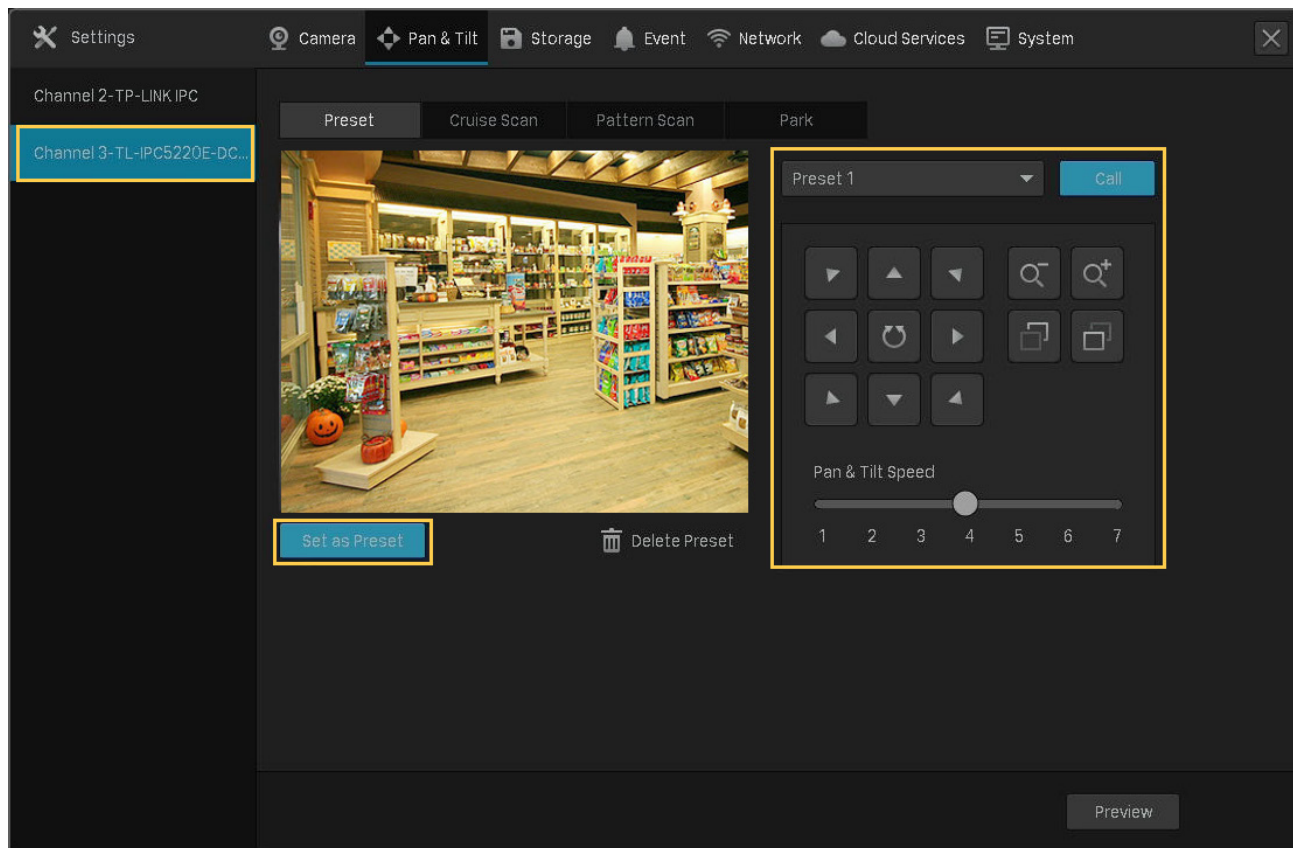 Settings
Camera
Pan & Tilt
Storage
Event
Network
Cloud Services
System
Channel 2-TP-LINK IPC
Channel 3-TL-IPC5220E-DC...
Preset
Cruise Scan
Pattern Scan
Park
Preset 1
Call
Pan & Tilt Speed
1 2 3 4 5 6 7
Set as Preset
Delete Preset
Preview